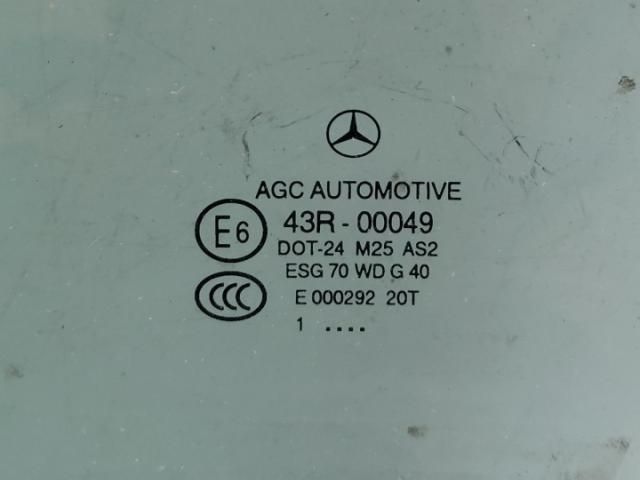 AGC AUTOMOTIVE
E6 43R - 00049
DOT-24 M25 AS2
ESG 70 WD G 40
CCC E 000292 20T
1 ....